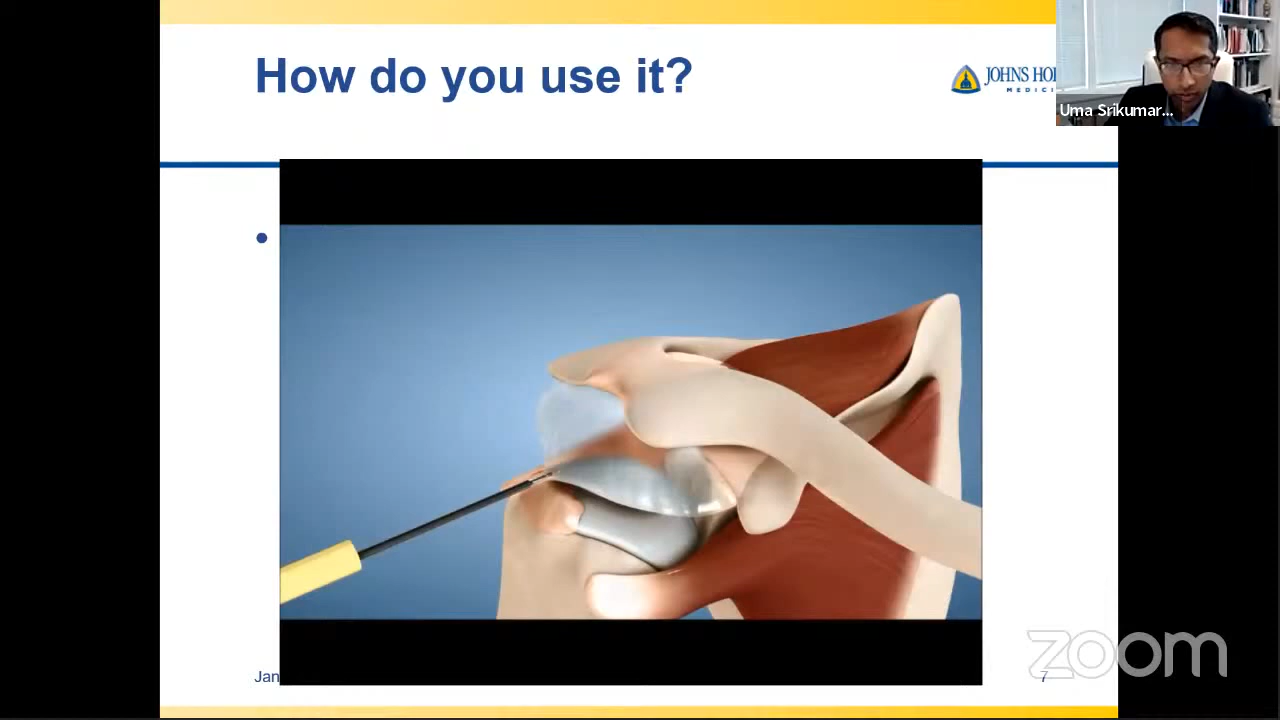 How do you use it?
JOHNS HO
MEDICI
Uma Srikumar...
Jan
7
zoom